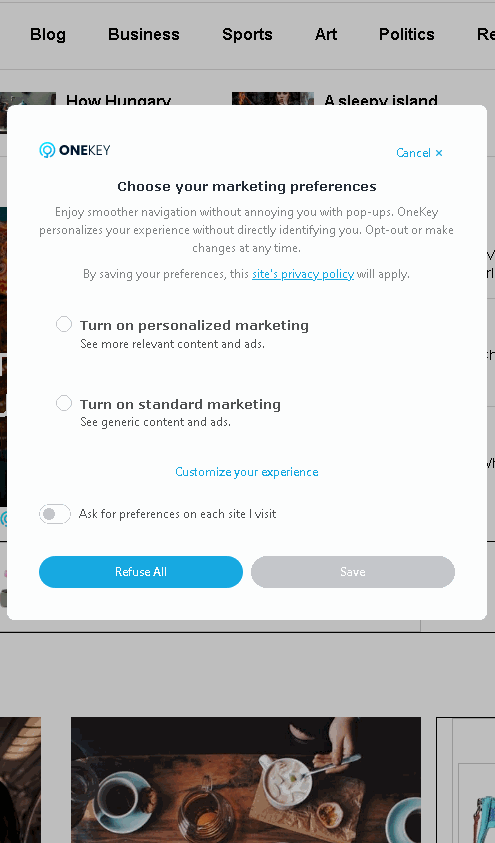 Blog Business Sports Art Politics Re
How Hungary A sleepy island
ONEKEY
Cancel ×
Choose your marketing preferences
Enjoy smoother navigation without annoying you with pop-ups. OneKey
personalizes your experience without directly identifying you. Opt-out or make
changes at any time.
By saving your preferences, this site's privacy policy will apply.
Turn on personalized marketing
See more relevant content and ads.
Turn on standard marketing
See generic content and ads.
Customize your experience
Ask for preferences on each site I visit
Refuse All Save